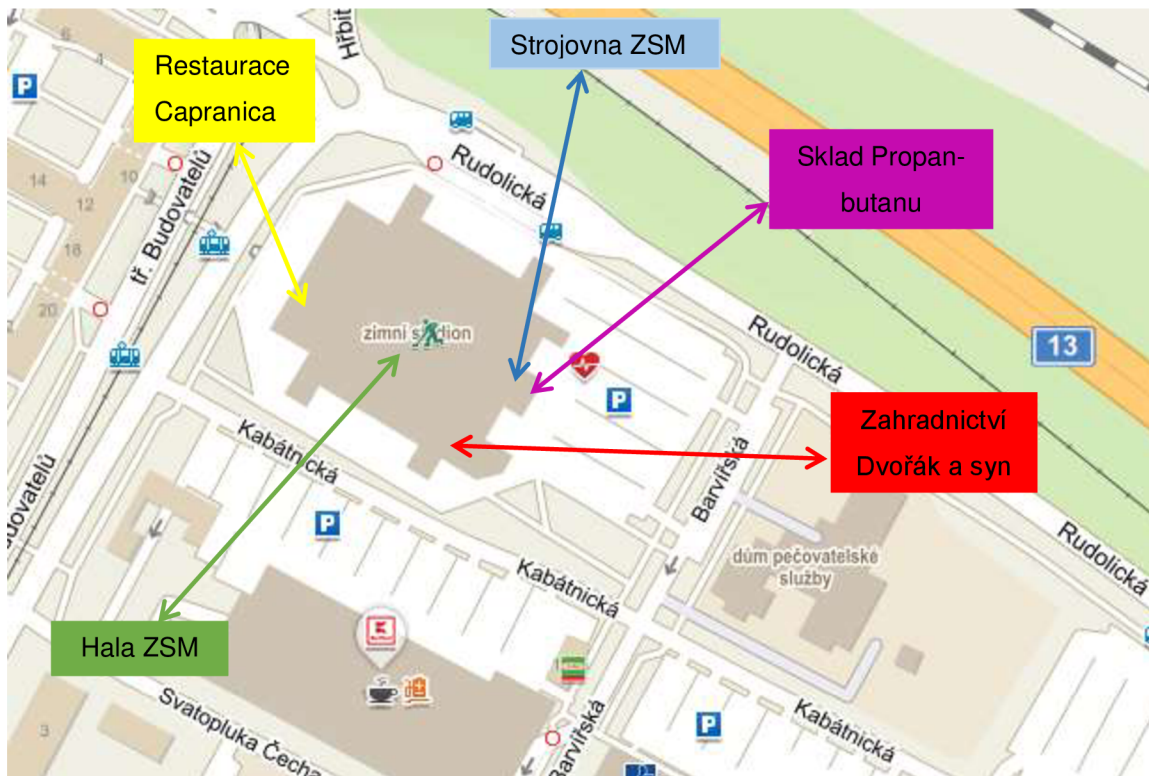 Restaurace
Capranica
Strojovna ZSM
Sklad Propan-
butanu
Zahradnictví
Dvořák a syn
Hala ZSM
Hřbit
6
4
P
14
10
12
18
20
tř. Budovatelů
Rudolická
zimní stadion
Rudolická
13
P
Kabátnická
Barvířská
dovatelů
P
Kabátnická
dům pečovatelské
služby
Rudolická
K
Svatopluka Čecha
3
Barvířská
P
Kabátnická